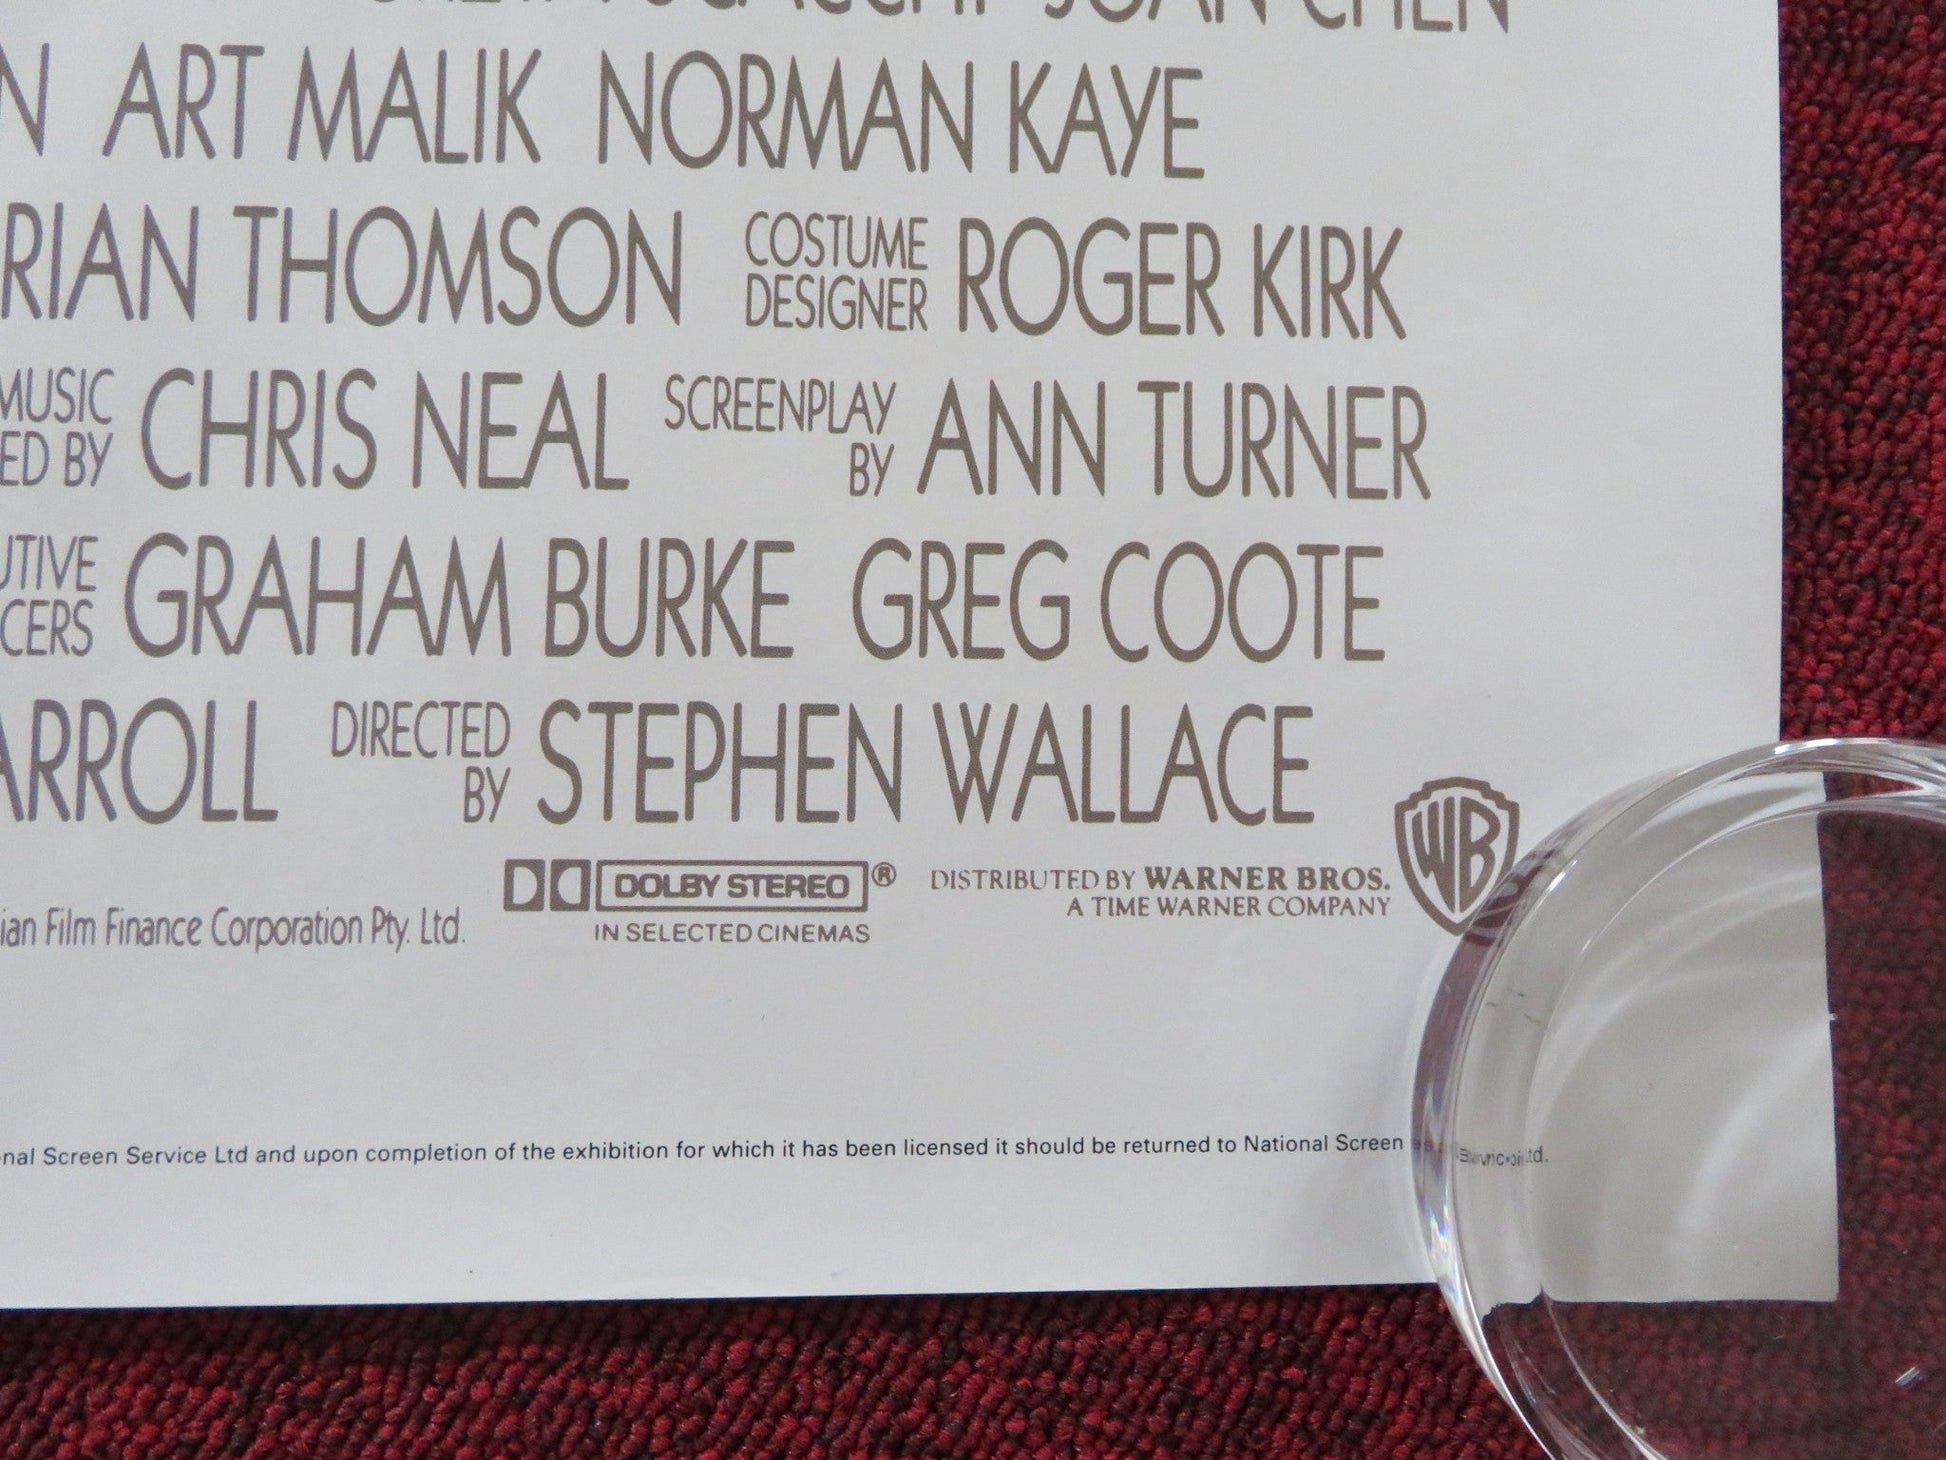 JOAN CHEN
N ART MALIK NORMAN KAYE
RIAN THOMSON COSTUME DESIGNER ROGER KIRK
MUSIC ED BY CHRIS NEAL SCREENPLAY BY ANN TURNER
UTIVE CERS GRAHAM BURKE GREG COOTE
ARROLL DIRECTED BY STEPHEN WALLACE
ian Film Finance Corporation Pty. Ltd.
DOLBY STEREO ®
IN SELECTED CINEMAS
DISTRIBUTED BY WARNER BROS.
A TIME WARNER COMPANY
WB
nal Screen Service Ltd and upon completion of the exhibition for which it has been licensed it should be returned to National Screen